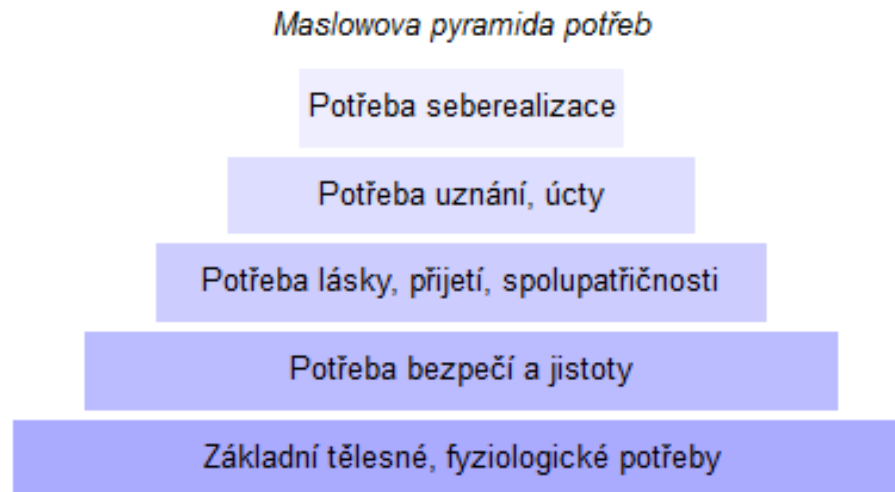 Maslowova pyramida potřeb
Potřeba seberealizace
Potřeba uznání, úcty
Potřeba lásky, přijetí, spolupatřičnosti
Potřeba bezpečí a jistoty
Základní tělesné, fyziologické potřeby